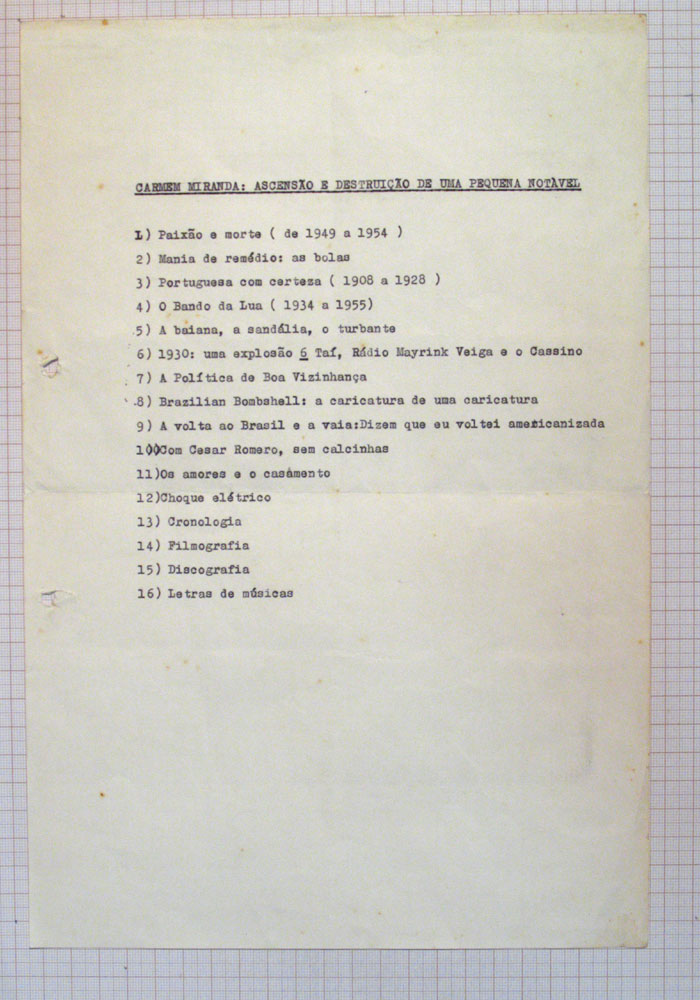 CARMEM MIRANDA: ASCENSÃO E DESTRUIÇÃO DE UMA PEQUENA NOTÁVEL
1) Paixão e morte ( de 1949 a 1954 )
2) Mania de remédio: as bolas
3) Portuguesa com certeza ( 1908 a 1928 )
4) O Bando da Lua ( 1934 a 1955)
5) A baiana, a sandália, o turbante
6) 1930: uma explosão 6 Taí, Rádio Mayrink Veiga e o Cassino
7) A Política de Boa Vizinhança
8) Brazilian Bombshell: a caricatura de uma caricatura
9) A volta ao Brasil e a vaia:Dizem que eu voltei americanizada
10)Com Cesar Romero, sem calcinhas
11)Os amores e o casamento
12)Choque elétrico
13) Cronologia
14) Filmografia
15) Discografia
16) Letras de músicas